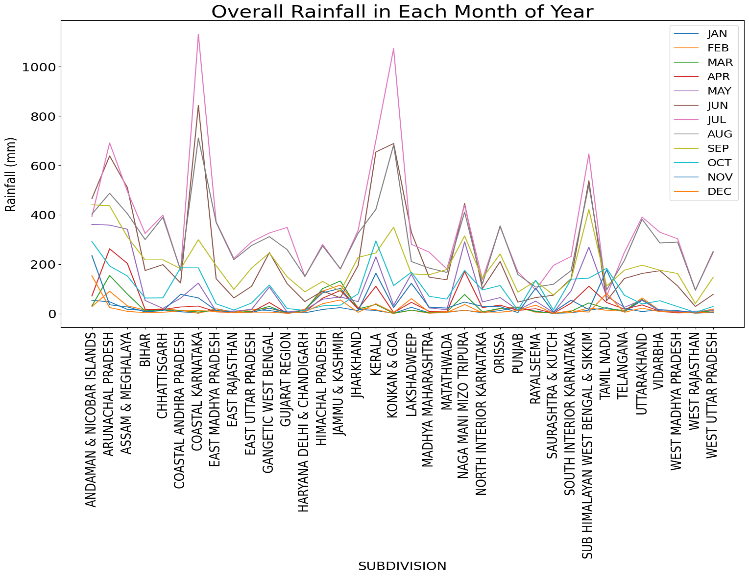 Overall Rainfall in Each Month of Year
Rainfall (mm)
1000
800
600
400
200
0
JAN
FEB
MAR
APR
MAY
JUN
JUL
AUG
SEP
OCT
NOV
DEC
ANDAMAN & NICOBAR ISLANDS
ARUNACHAL PRADESH
ASSAM & MEGHALAYA
BIHAR
CHHATTISGARH
COASTAL ANDHRA PRADESH
COASTAL KARNATAKA
EAST MADHYA PRADESH
EAST RAJASTHAN
EAST UTTAR PRADESH
GANGETIC WEST BENGAL
GUJARAT REGION
HARYANA DELHI & CHANDIGARH
HIMACHAL PRADESH
JAMMU & KASHMIR
JHARKHAND
KERALA
KONKAN & GOA
LAKSHADWEEP
MADHYA MAHARASHTRA
MATATHWADA
NAGA MANI MIZO TRIPURA
NORTH INTERIOR KARNATAKA
ORISSA
PUNJAB
RAYALSEEMA
SAURASHTRA & KUTCH
SOUTH INTERIOR KARNATAKA
SUB HIMALAYAN WEST BENGAL & SIKKIM
TAMIL NADU
TELANGANA
UTTARAKHAND
VIDARBHA
WEST MADHYA PRADESH
WEST RAJASTHAN
WEST UTTAR PRADESH
SUBDIVISION